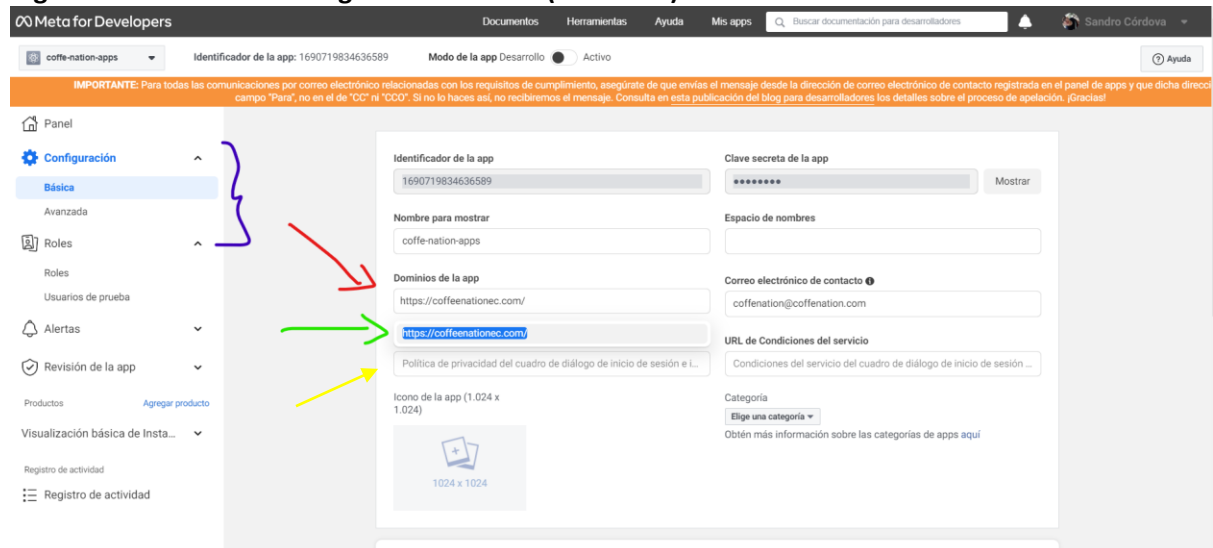 Meta for Developers
Documentos Herramientas Ayuda Mis apps Buscar documentación para desarrolladores Sandro Córdova
coffe-nation-apps Identificador de la app: 1690719834636589 Modo de la app Desarrollo Activo Ayuda
IMPORTANTE: Para todas las comunicaciones por correo electrónico relacionadas con los requisitos de cumplimiento, asegúrate de que envías el mensaje desde la dirección de correo electrónico de contacto registrada en el panel de apps y que dicha direcci
campo "Para", no en el de "CC" ni "CCO". Si no lo haces así, no recibiremos el mensaje. Consulta en esta publicación del blog para desarrolladores los detalles sobre el proceso de apelación. ¡Gracias!
Panel
Configuración
Básica
Avanzada
Roles
Roles
Usuarios de prueba
Alertas
Revisión de la app
Productos Agregar producto
Visualización básica de Insta...
Registro de actividad
Registro de actividad
Identificador de la app Clave secreta de la app
1690719834636589 ●●●●●●●● Mostrar
Nombre para mostrar Espacio de nombres
coffe-nation-apps
Dominios de la app Correo electrónico de contacto
https://coffeenationec.com/ coffenation@coffenation.com
https://coffeenationec.com/ URL de Condiciones del servicio
Política de privacidad del cuadro de diálogo de inicio de sesión e i... Condiciones del servicio del cuadro de diálogo de inicio de sesión ...
Icono de la app (1.024 x Categoría
1.024) Elige una categoría
Obtén más información sobre las categorías de apps aquí
1024 x 1024